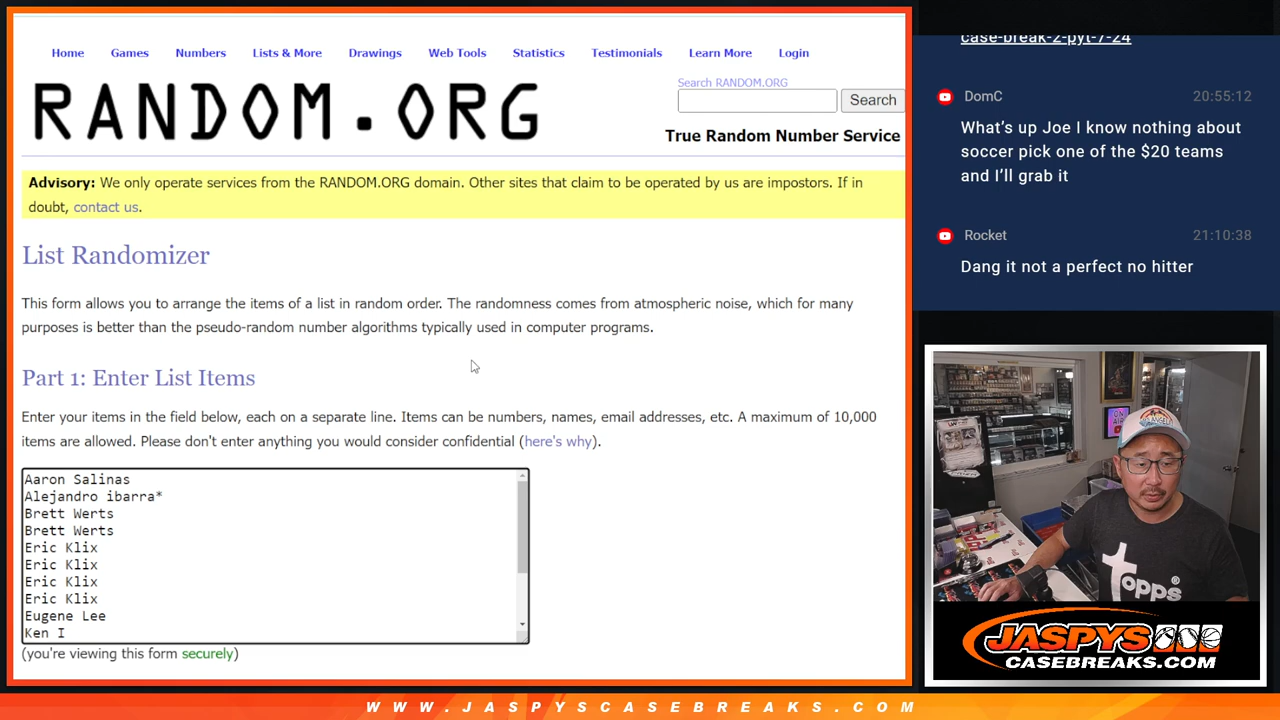 Home Games Numbers Lists & More Drawings Web Tools Statistics Testimonials Learn More Login
RANDOM.ORG
Search RANDOM.ORG
Search
True Random Number Service
Advisory: We only operate services from the RANDOM.ORG domain. Other sites that claim to be operated by us are impostors. If in
doubt, contact us.
List Randomizer
This form allows you to arrange the items of a list in random order. The randomness comes from atmospheric noise, which for many
purposes is better than the pseudo-random number algorithms typically used in computer programs.
Part 1: Enter List Items
Enter your items in the field below, each on a separate line. Items can be numbers, names, email addresses, etc. A maximum of 10,000
items are allowed. Please don't enter anything you would consider confidential (here's why).
Aaron Salinas
Alejandro ibarra*
Brett Werts
Brett Werts
Eric Klix
Eric Klix
Eric Klix
Eric Klix
Eugene Lee
Ken I
(you're viewing this form securely)
case-break-2-pyt-7-24
DomC 20:55:12
What's up Joe I know nothing about
soccer pick one of the $20 teams
and I'll grab it
Rocket 21:10:38
Dang it not a perfect no hitter
topps
JASPYS
CASEBREAKS.COM
WWW.JASPYSCASEBREAKS.COM